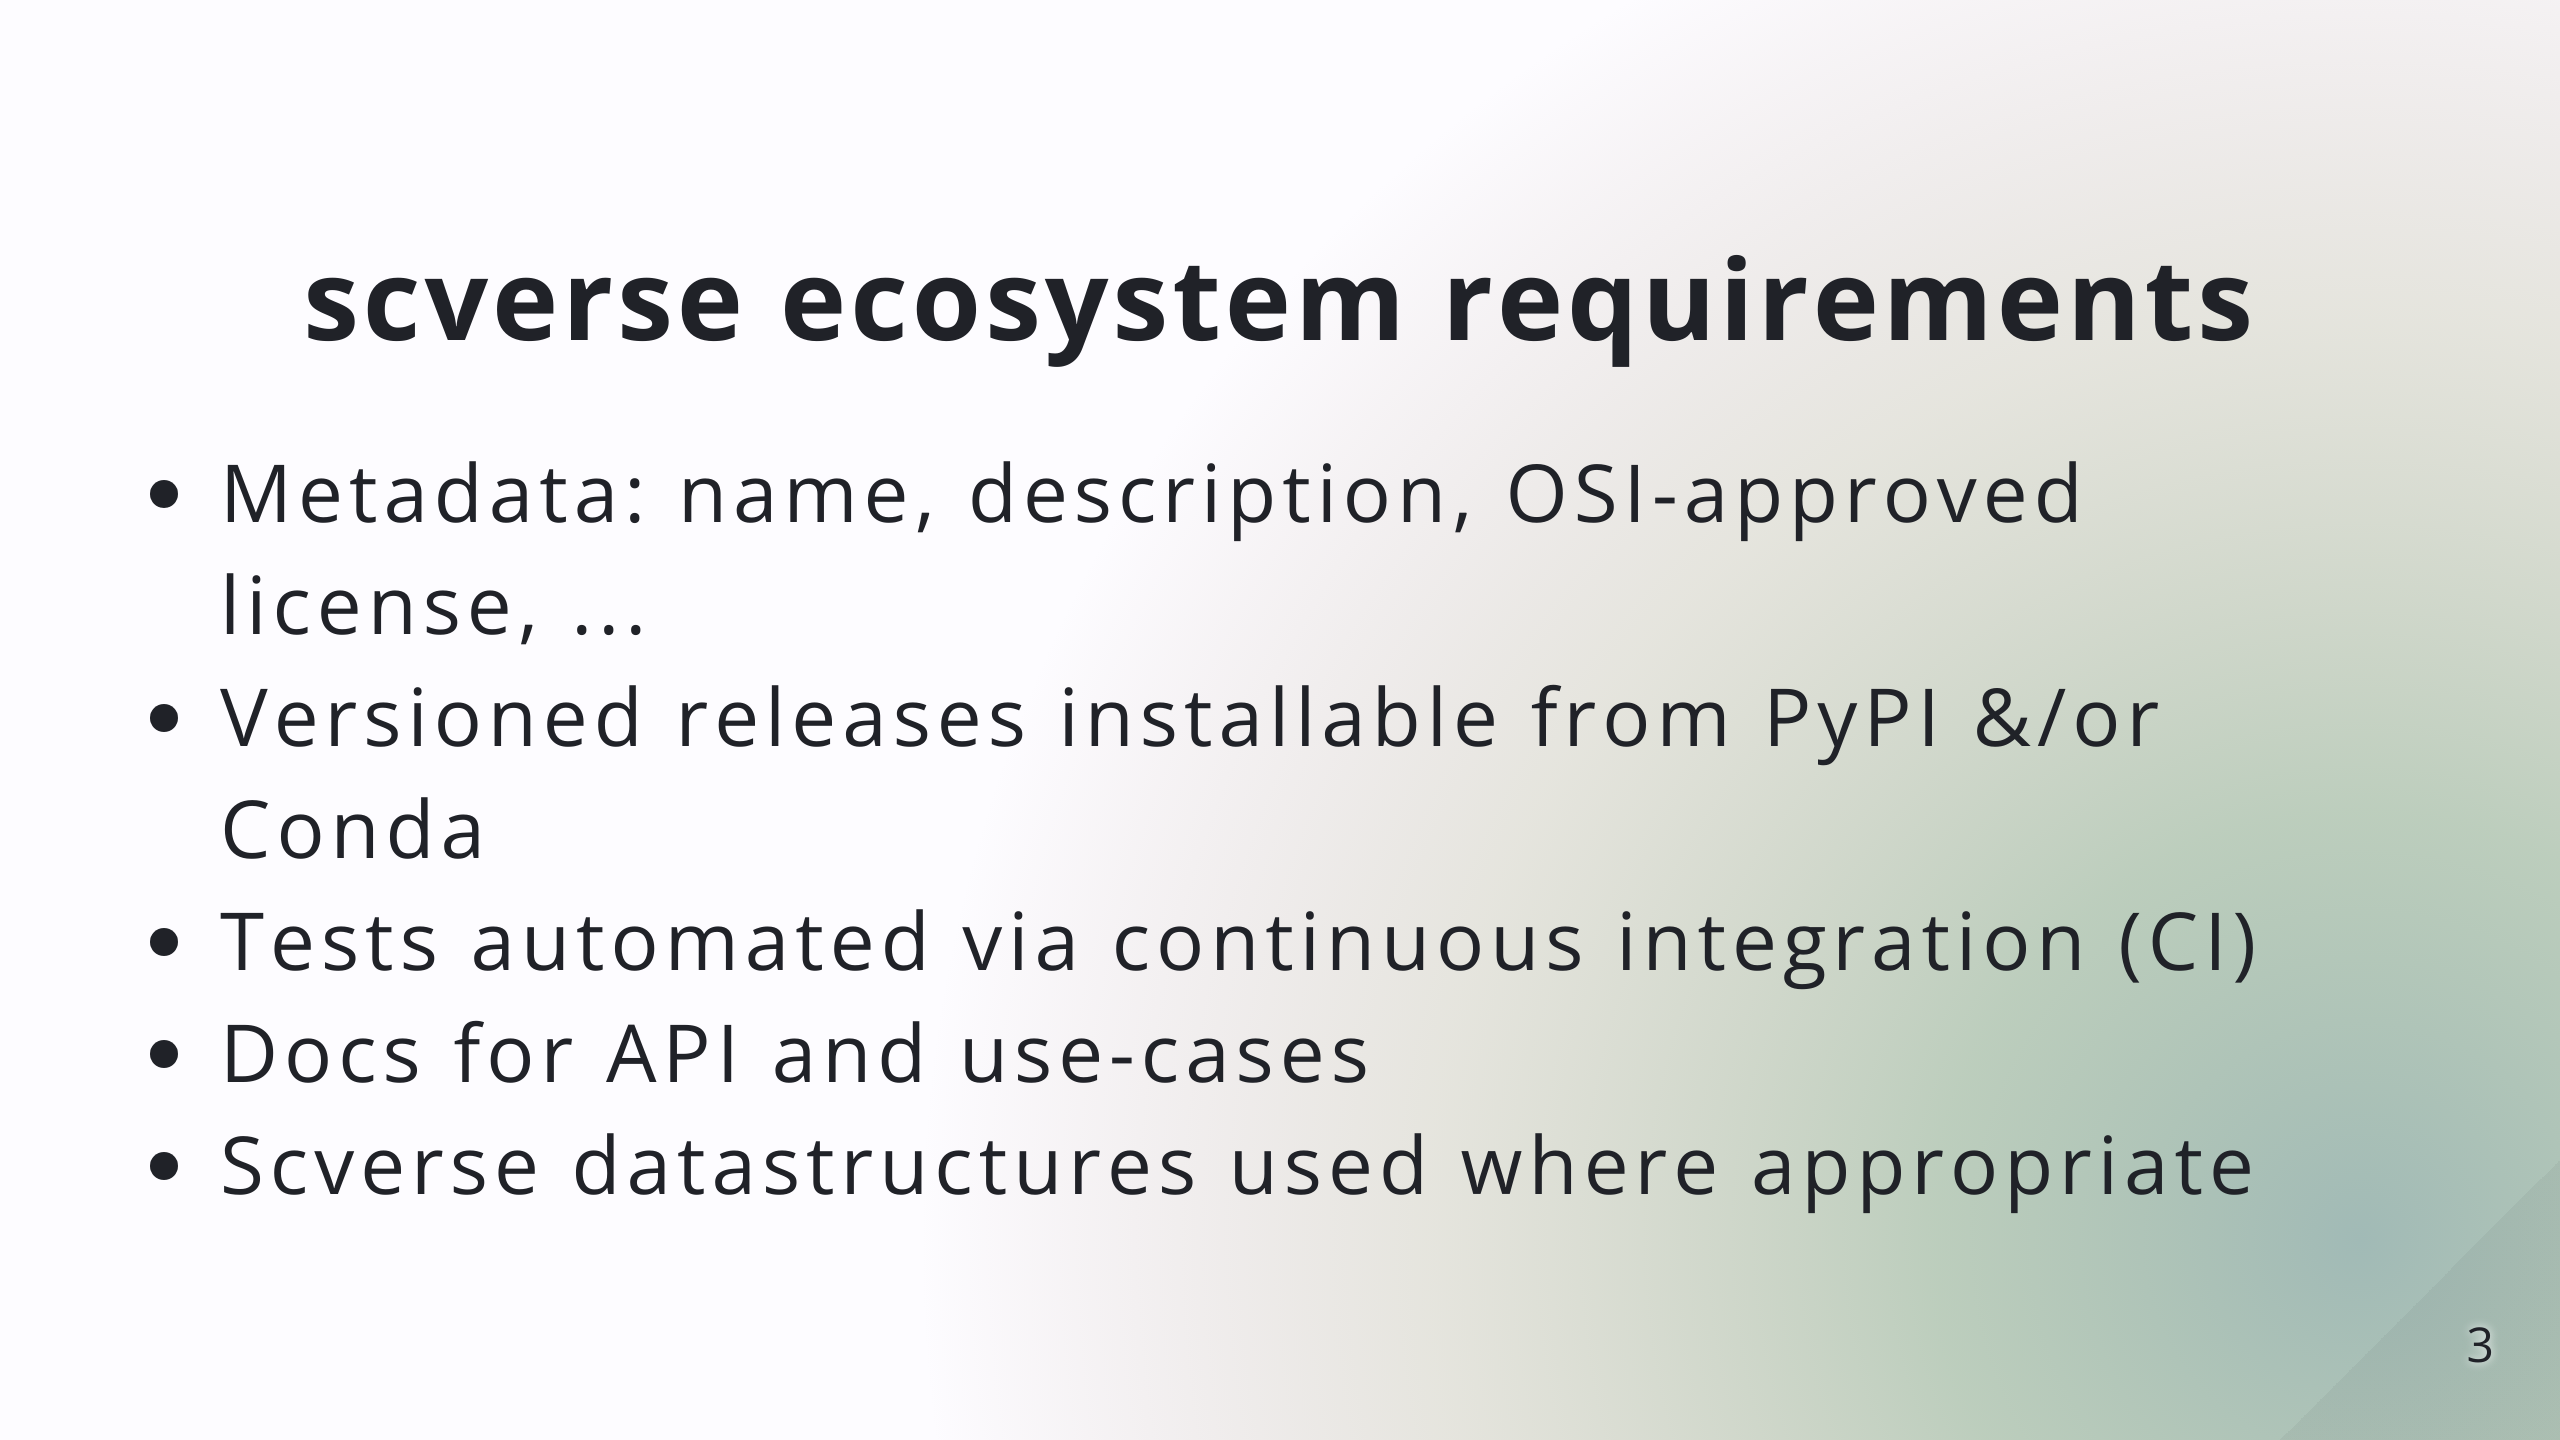 scverse ecosystem requirements
• Metadata: name, description, OSI-approved
license, ...
• Versioned releases installable from PyPI &/or
Conda
• Tests automated via continuous integration (CI)
• Docs for API and use-cases
• Scverse datastructures used where appropriate
3